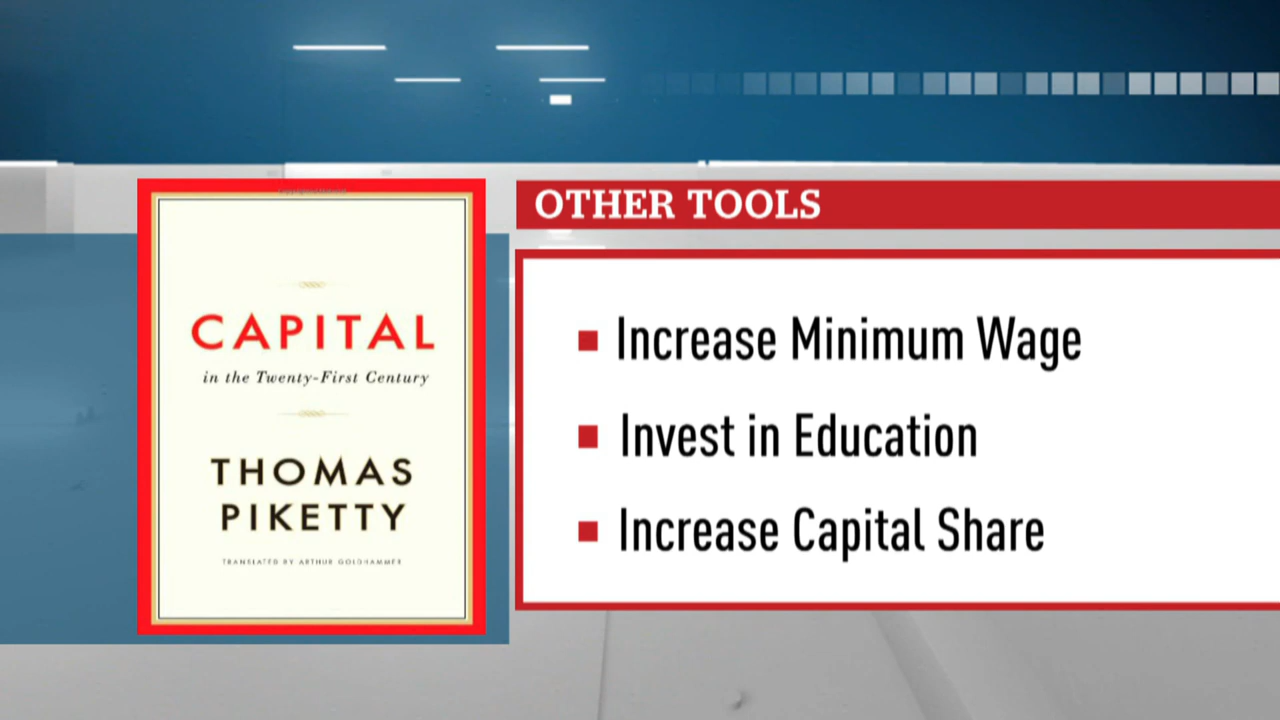 CAPITAL
in the Twenty-First Century
THOMAS
PIKETTY
TRANSLATED BY ARTHUR GOLDHAMMER
OTHER TOOLS
Increase Minimum Wage
Invest in Education
Increase Capital Share